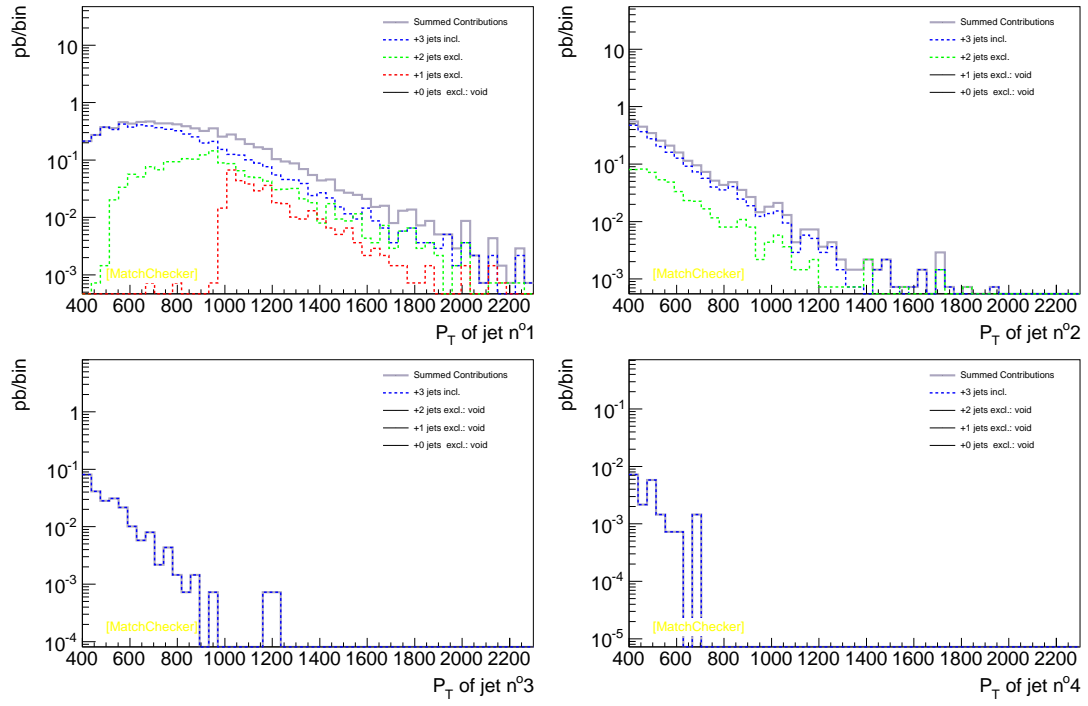 pb/bin
10
1
10-1
10-2
10-3
Summed Contributions
+3 jets incl.
+2 jets excl.
+1 jets excl.
+0 jets  excl.: void
[MatchChecker]
400 600 800 1000 1200 1400 1600 1800 2000 2200
PT of jet nº1
pb/bin
10
1
10-1
10-2
10-3
Summed Contributions
+3 jets incl.
+2 jets excl.
+1 jets excl.: void
+0 jets  excl.: void
[MatchChecker]
400 600 800 1000 1200 1400 1600 1800 2000 2200
PT of jet nº2
pb/bin
1
10-1
10-2
10-3
10-4
Summed Contributions
+3 jets incl.
+2 jets excl.: void
+1 jets excl.: void
+0 jets  excl.: void
[MatchChecker]
400 600 800 1000 1200 1400 1600 1800 2000 2200
PT of jet nº3
pb/bin
10-1
10-2
10-3
10-4
10-5
Summed Contributions
+3 jets incl.
+2 jets excl.: void
+1 jets excl.: void
+0 jets  excl.: void
[MatchChecker]
400 600 800 1000 1200 1400 1600 1800 2000 2200
PT of jet nº4